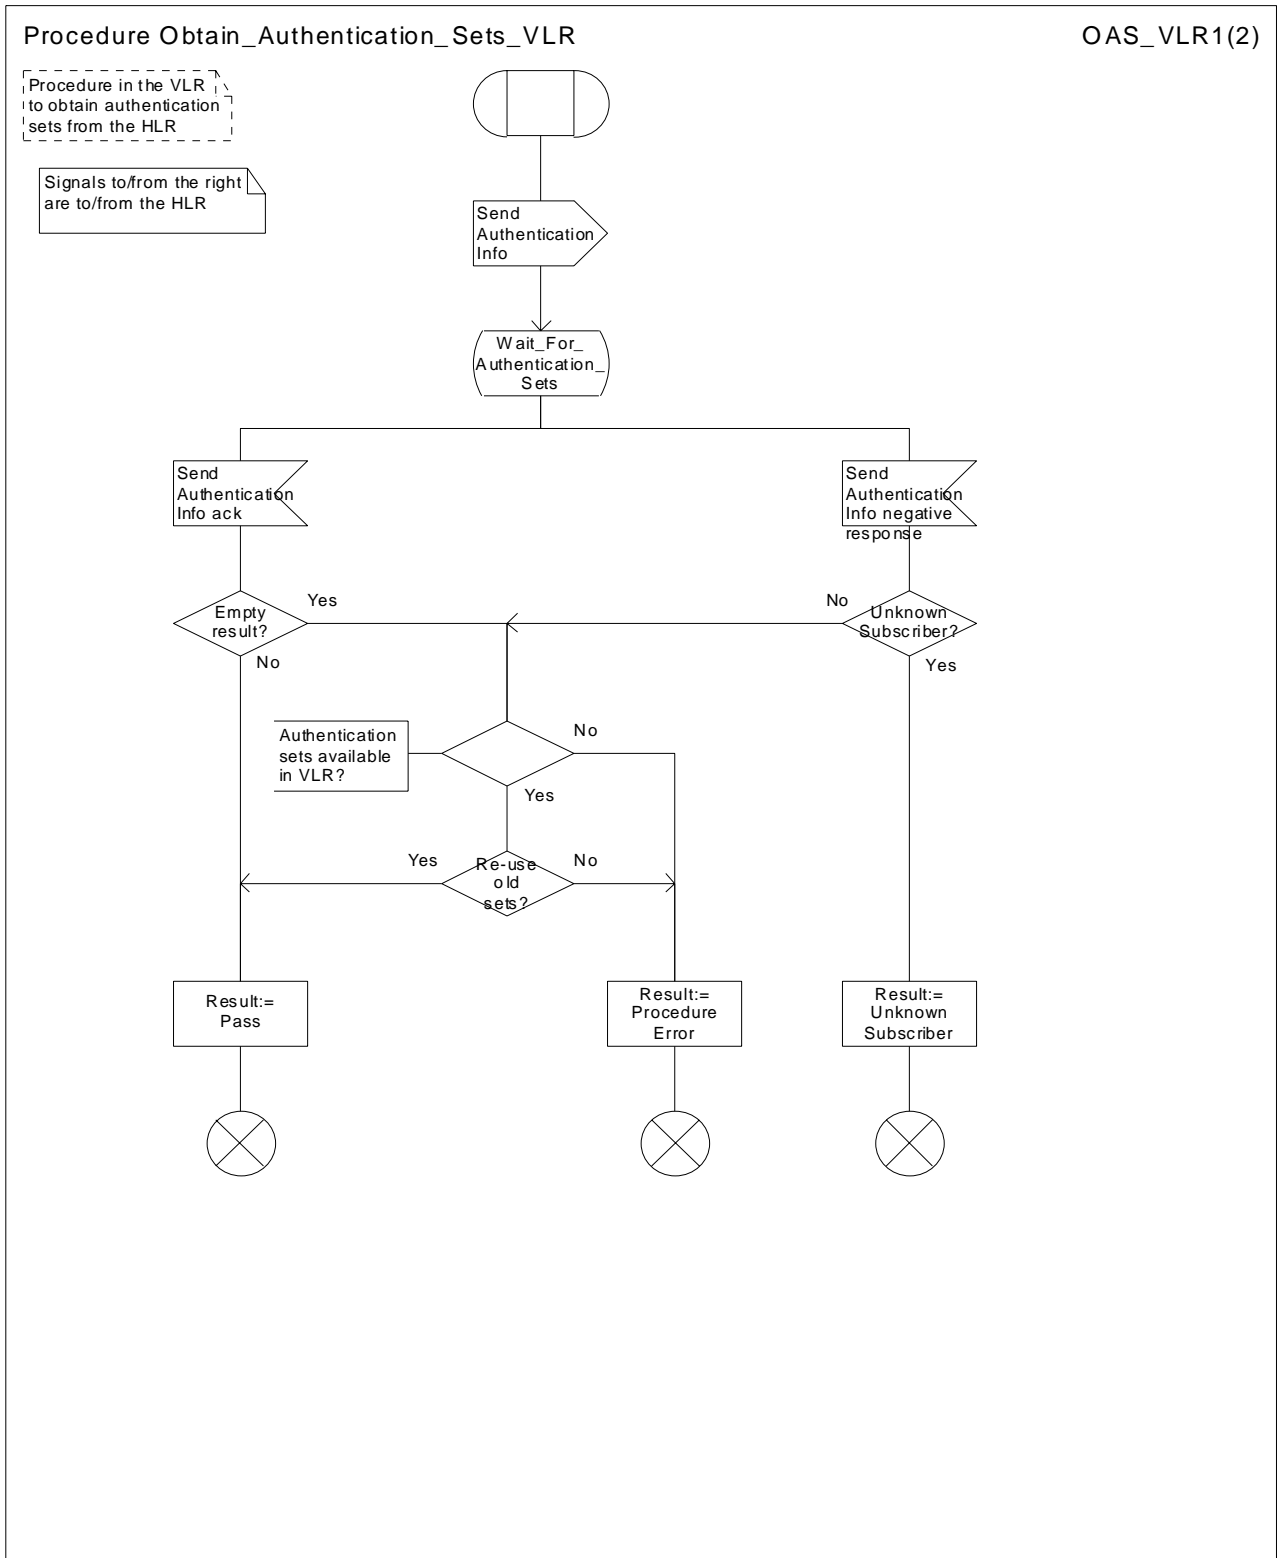 Procedure Obtain_Authentication_Sets_VLR
OAS_VLR1(2)
Procedure in the VLR
to obtain authentication
sets from the HLR
Signals to/from the right
are to/from the HLR
Send
Authentication
Info
Wait_For_
Authentication_
Sets
Send
Authentication
Info ack
Send
Authentication
Info negative
response
Empty
result?
Yes
No
No
Unknown
Subscriber?
Yes
Authentication
sets available
in VLR?
No
Yes
Yes
Re-use
old
sets?
No
Result:=
Pass
Result:=
Procedure
Error
Result:=
Unknown
Subscriber